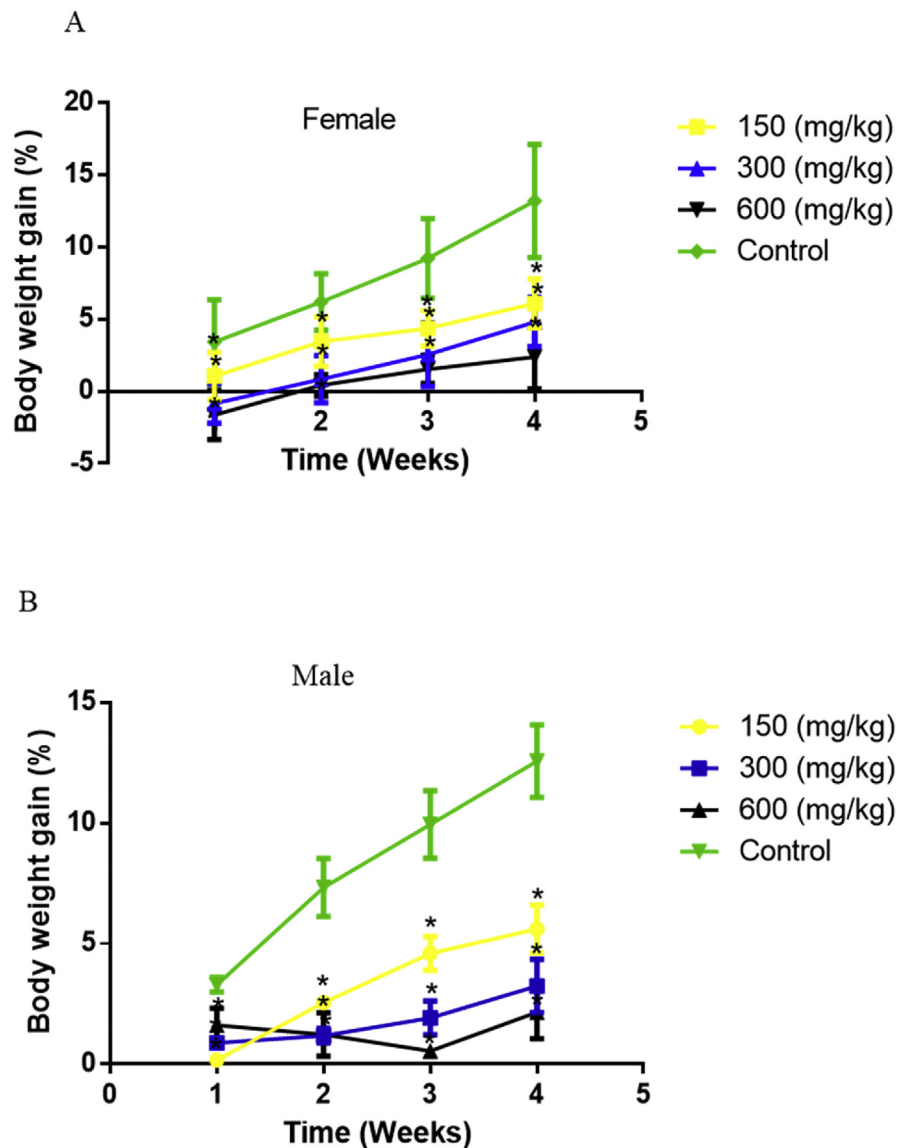 A
Female
Body weight gain (%)
20
15
10
5
0
-5
2
3
4
5
Time (Weeks)
150 (mg/kg)
300 (mg/kg)
600 (mg/kg)
Control
* * * * * * * * * * *
B
Male
Body weight gain (%)
15
10
5
0
0
1
2
3
4
5
Time (Weeks)
150 (mg/kg)
300 (mg/kg)
600 (mg/kg)
Control